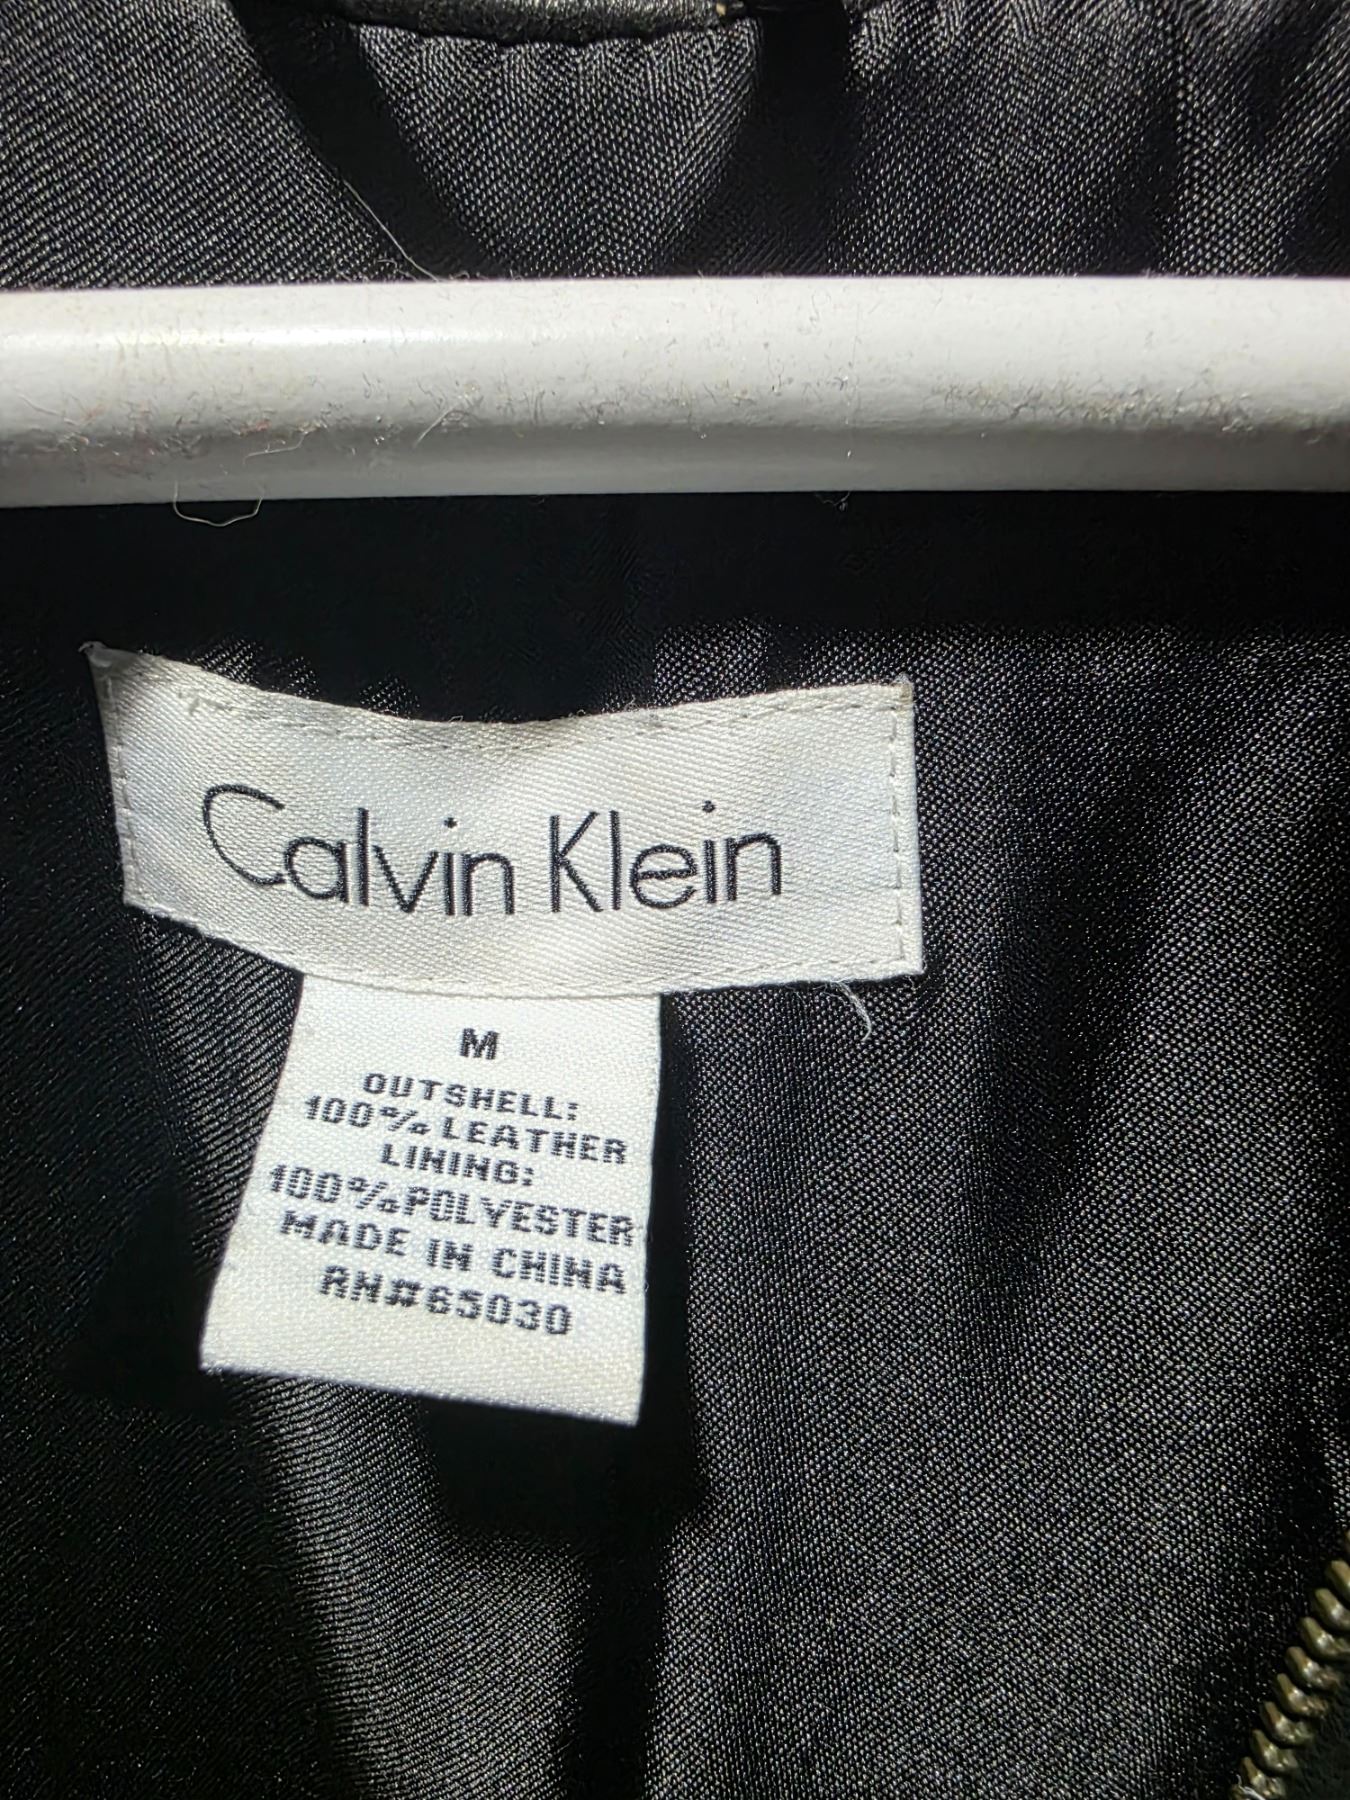 Calvin Klein
M
OUTSHELL:
100% LEATHER
LINING:
100% POLYESTER
MADE IN CHINA
RN#65030